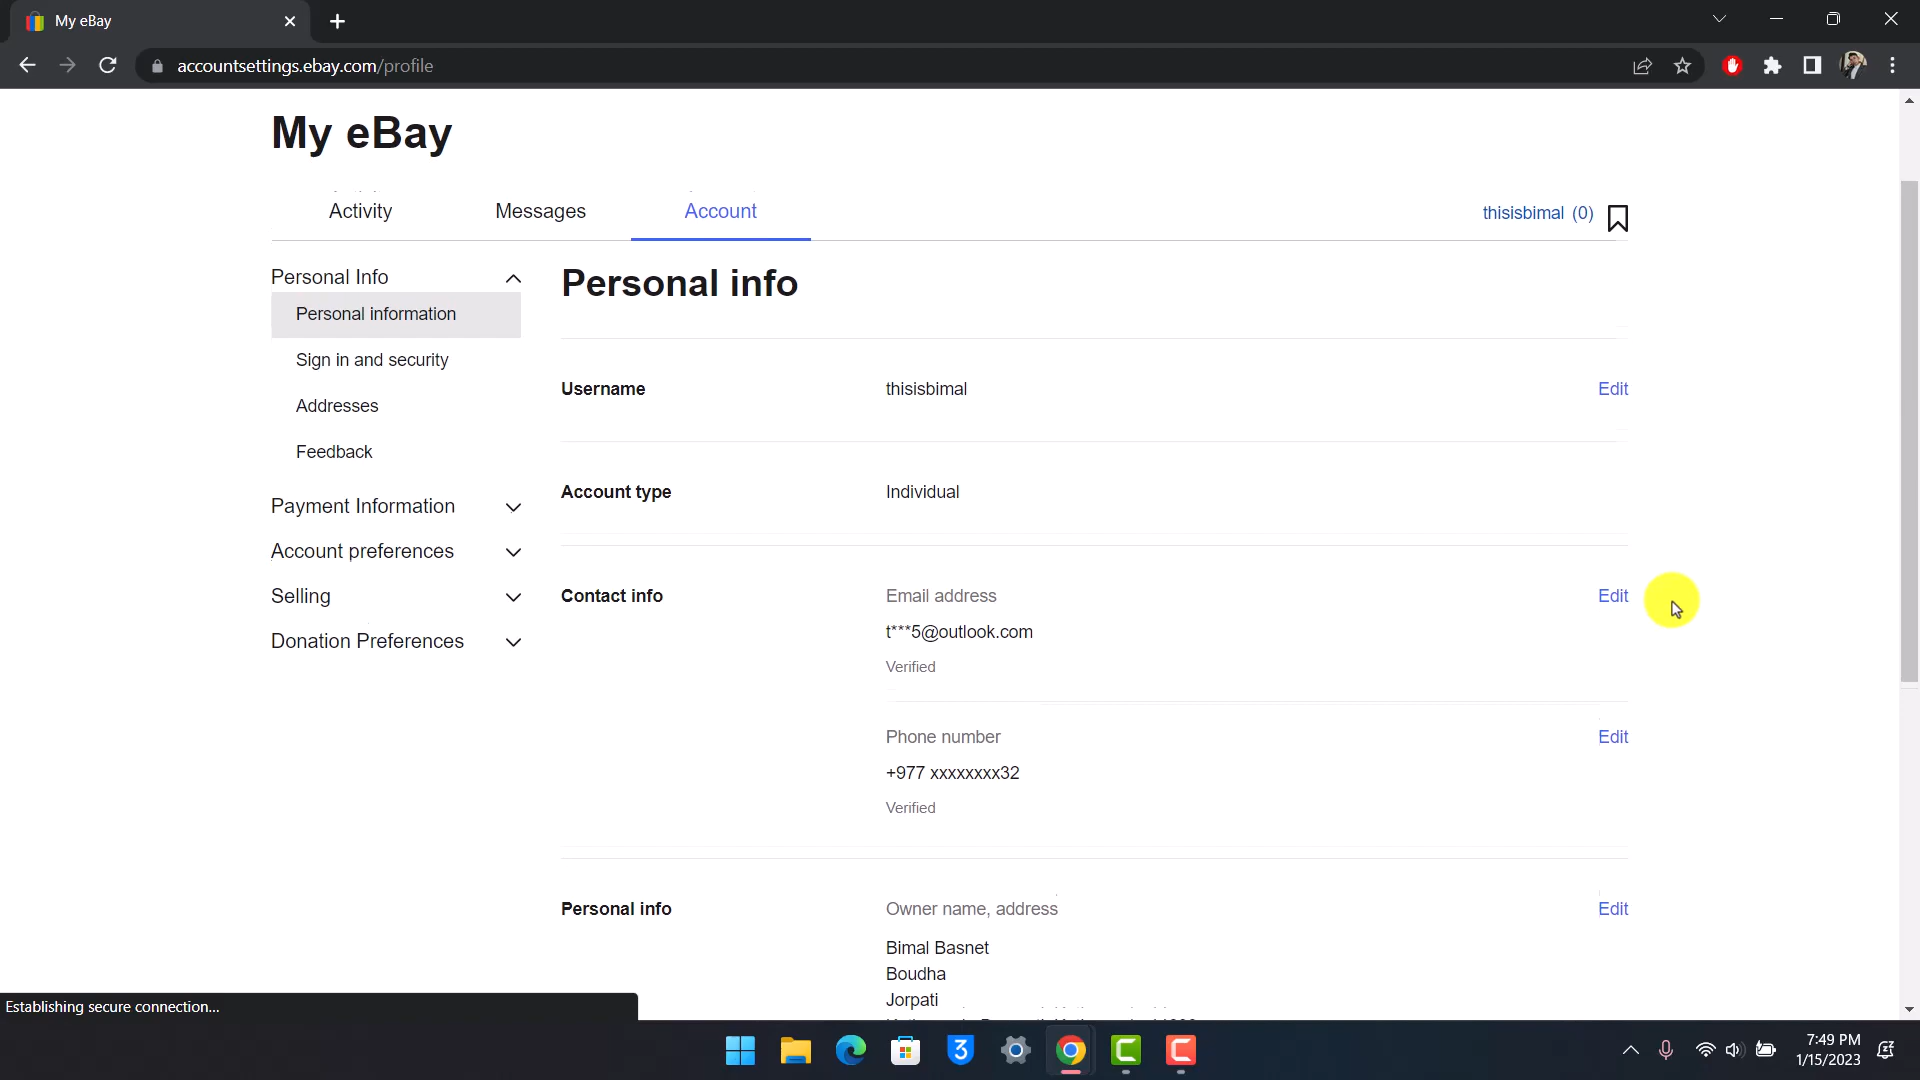 My eBay
accountsettings.ebay.com/profile
My eBay
Activity
Messages
Account
thisisbimal (0)
Personal Info
Personal information
Sign in and security
Addresses
Feedback
Payment Information
Account preferences
Selling
Donation Preferences
Personal info
Username
thisisbimal
Edit
Account type
Individual
Contact info
Email address
Edit
t***5@outlook.com
Verified
Phone number
Edit
+977 xxxxxxxx32
Verified
Personal info
Owner name, address
Edit
Bimal Basnet
Boudha
Jorpati
Establishing secure connection...
3
7:49 PM
1/15/2023